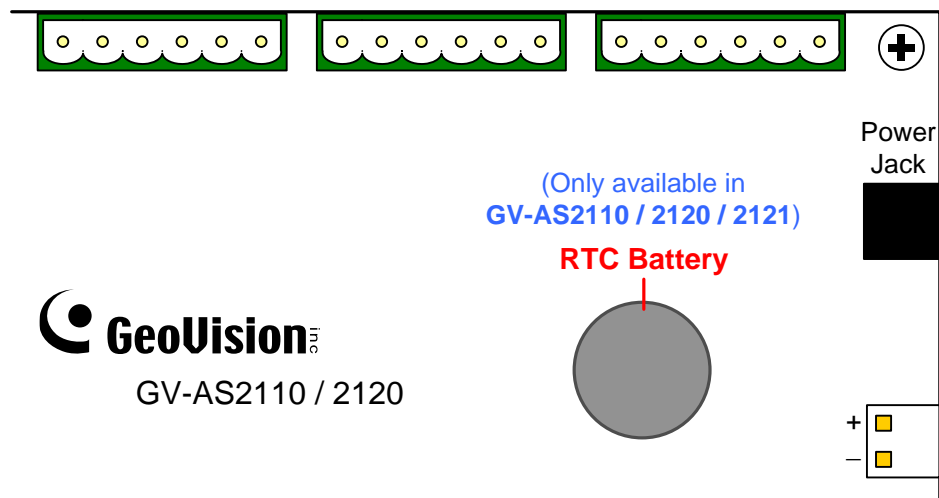 Power
Jack
(Only available in
GV-AS2110 / 2120 / 2121)
RTC Battery
GeoVision inc
GV-AS2110 / 2120
+
–